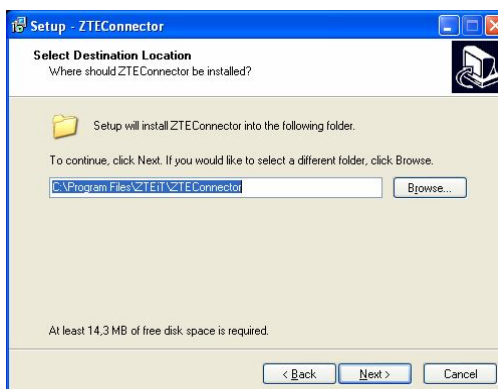 Setup - ZTEConnector
Select Destination Location
Where should ZTEConnector be installed?
Setup will install ZTEConnector into the following folder.
To continue, click Next. If you would like to select a different folder, click Browse.
C:\Program Files\ZTEiT\ZTEConnector
Browse...
At least 14,3 MB of free disk space is required.
< Back Next > Cancel